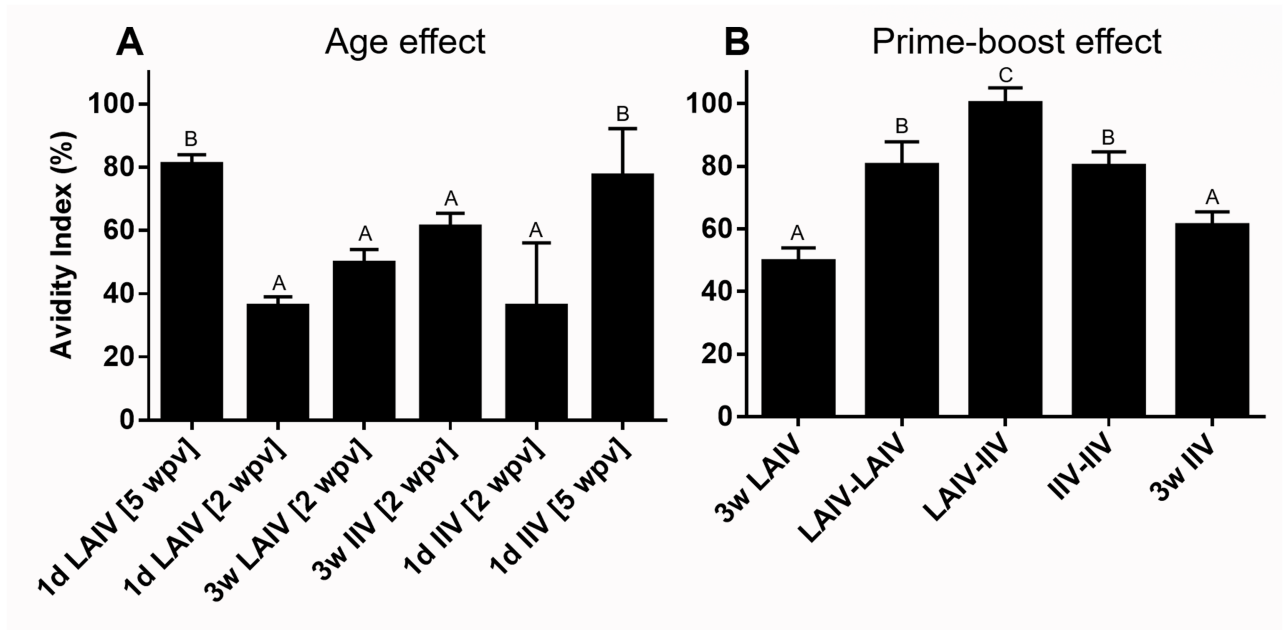 A Age effect
Avidity Index (%)
100
80
60
40
20
0
B
A
A
A
A
B
1d LAIV [5 wpv]
1d LAIV [2 wpv]
3w LAIV [2 wpv]
3w IIV [2 wpv]
1d IIV [2 wpv]
1d IIV [5 wpv]
B Prime-boost effect
100
80
60
40
20
0
A
B
C
B
A
3w LAIV
LAIV-LAIV
LAIV-IIV
IIV-IIV
3w IIV